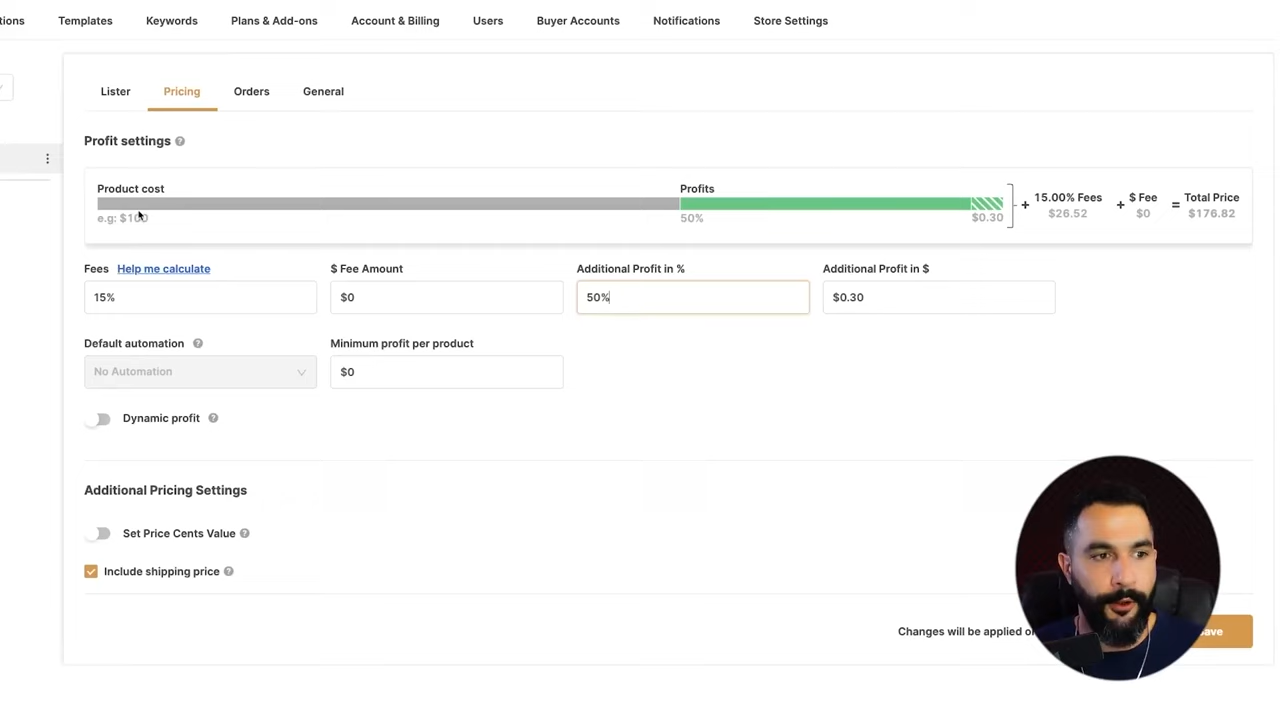 tions Templates Keywords Plans & Add-ons Account & Billing Users Buyer Accounts Notifications Store Settings
Lister Pricing Orders General
Profit settings
Product cost Profits
15.00% Fees $ Fee Total Price
+ + =
e.g: $100 50% $0.30 $26.52 $0 $176.82
Fees Help me calculate $ Fee Amount Additional Profit in % Additional Profit in $
15% $0 50% $0.30
Default automation Minimum profit per product
No Automation $0
Dynamic profit
Additional Pricing Settings
Set Price Cents Value
Include shipping price
Changes will be applied ave